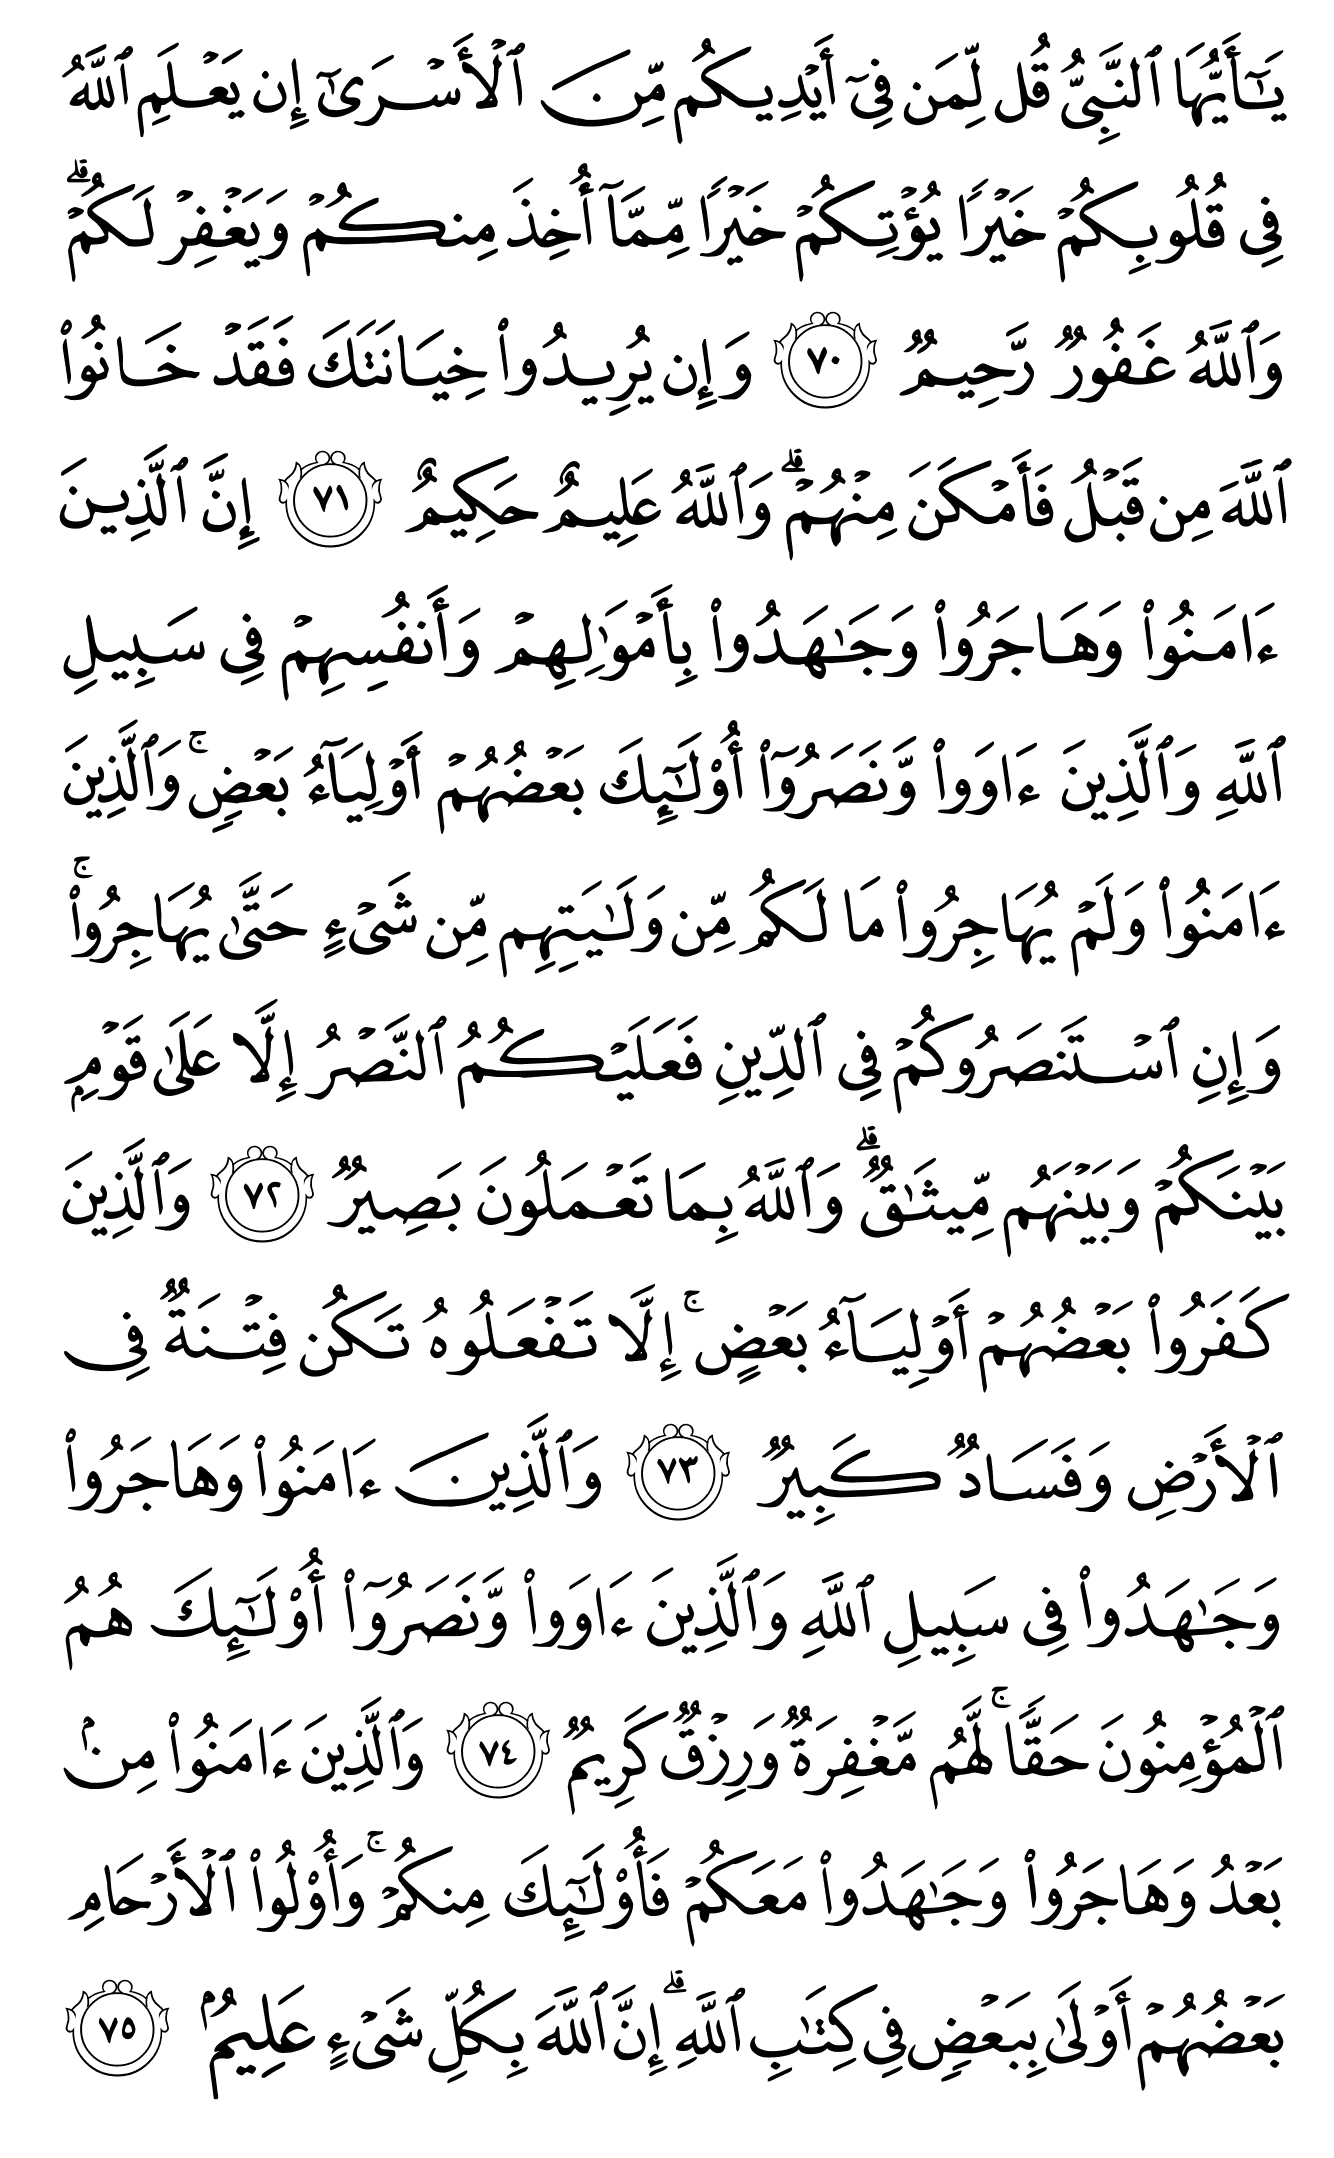 يَٰٓأَيُّهَا ٱلنَّبِيُّ قُل لِّمَن فِيٓ أَيۡدِيكُم مِّنَ ٱلۡأَسۡرَىٰٓ إِن يَعۡلَمِ ٱللَّهُ
فِي قُلُوبِكُمۡ خَيۡرٗا يُؤۡتِكُمۡ خَيۡرٗا مِّمَّآ أُخِذَ مِنكُمۡ وَيَغۡفِرۡ لَكُمۡۚ
وَٱللَّهُ غَفُورٞ رَّحِيمٞ ٧٠ وَإِن يُرِيدُواْ خِيَانَتَكَ فَقَدۡ خَانُواْ
ٱللَّهَ مِن قَبۡلُ فَأَمۡكَنَ مِنۡهُمۡۗ وَٱللَّهُ عَلِيمٌ حَكِيمٌ ٧١ إِنَّ ٱلَّذِينَ
ءَامَنُواْ وَهَاجَرُواْ وَجَٰهَدُواْ بِأَمۡوَٰلِهِمۡ وَأَنفُسِهِمۡ فِي سَبِيلِ
ٱللَّهِ وَٱلَّذِينَ ءَاوَواْ وَّنَصَرُوٓاْ أُوْلَٰٓئِكَ بَعۡضُهُمۡ أَوۡلِيَآءُ بَعۡضٖۚ وَٱلَّذِينَ
ءَامَنُواْ وَلَمۡ يُهَاجِرُواْ مَا لَكُم مِّن وَلَٰيَتِهِم مِّن شَيۡءٍ حَتَّىٰ يُهَاجِرُواْۚ
وَإِنِ ٱسۡتَنصَرُوكُمۡ فِي ٱلدِّينِ فَعَلَيۡكُمُ ٱلنَّصۡرُ إِلَّا عَلَىٰ قَوۡمِۭ
بَيۡنَكُمۡ وَبَيۡنَهُم مِّيثَٰقٞۗ وَٱللَّهُ بِمَا تَعۡمَلُونَ بَصِيرٞ ٧٢ وَٱلَّذِينَ
كَفَرُواْ بَعۡضُهُمۡ أَوۡلِيَآءُ بَعۡضٍۚ إِلَّا تَفۡعَلُوهُ تَكُن فِتۡنَةٞ فِي
ٱلۡأَرۡضِ وَفَسَادٞ كَبِيرٞ ٧٣ وَٱلَّذِينَ ءَامَنُواْ وَهَاجَرُواْ
وَجَٰهَدُواْ فِي سَبِيلِ ٱللَّهِ وَٱلَّذِينَ ءَاوَواْ وَّنَصَرُوٓاْ أُوْلَٰٓئِكَ هُمُ
ٱلۡمُؤۡمِنُونَ حَقّٗاۚ لَّهُم مَّغۡفِرَةٞ وَرِزۡقٞ كَرِيمٞ ٧٤ وَٱلَّذِينَ ءَامَنُواْ مِنۢ
بَعۡدُ وَهَاجَرُواْ وَجَٰهَدُواْ مَعَكُمۡ فَأُوْلَٰٓئِكَ مِنكُمۡۚ وَأُوْلُواْ ٱلۡأَرۡحَامِ
بَعۡضُهُمۡ أَوۡلَىٰ بِبَعۡضٖ فِي كِتَٰبِ ٱللَّهِۗ إِنَّ ٱللَّهَ بِكُلِّ شَيۡءٍ عَلِيمُۢ ٧٥